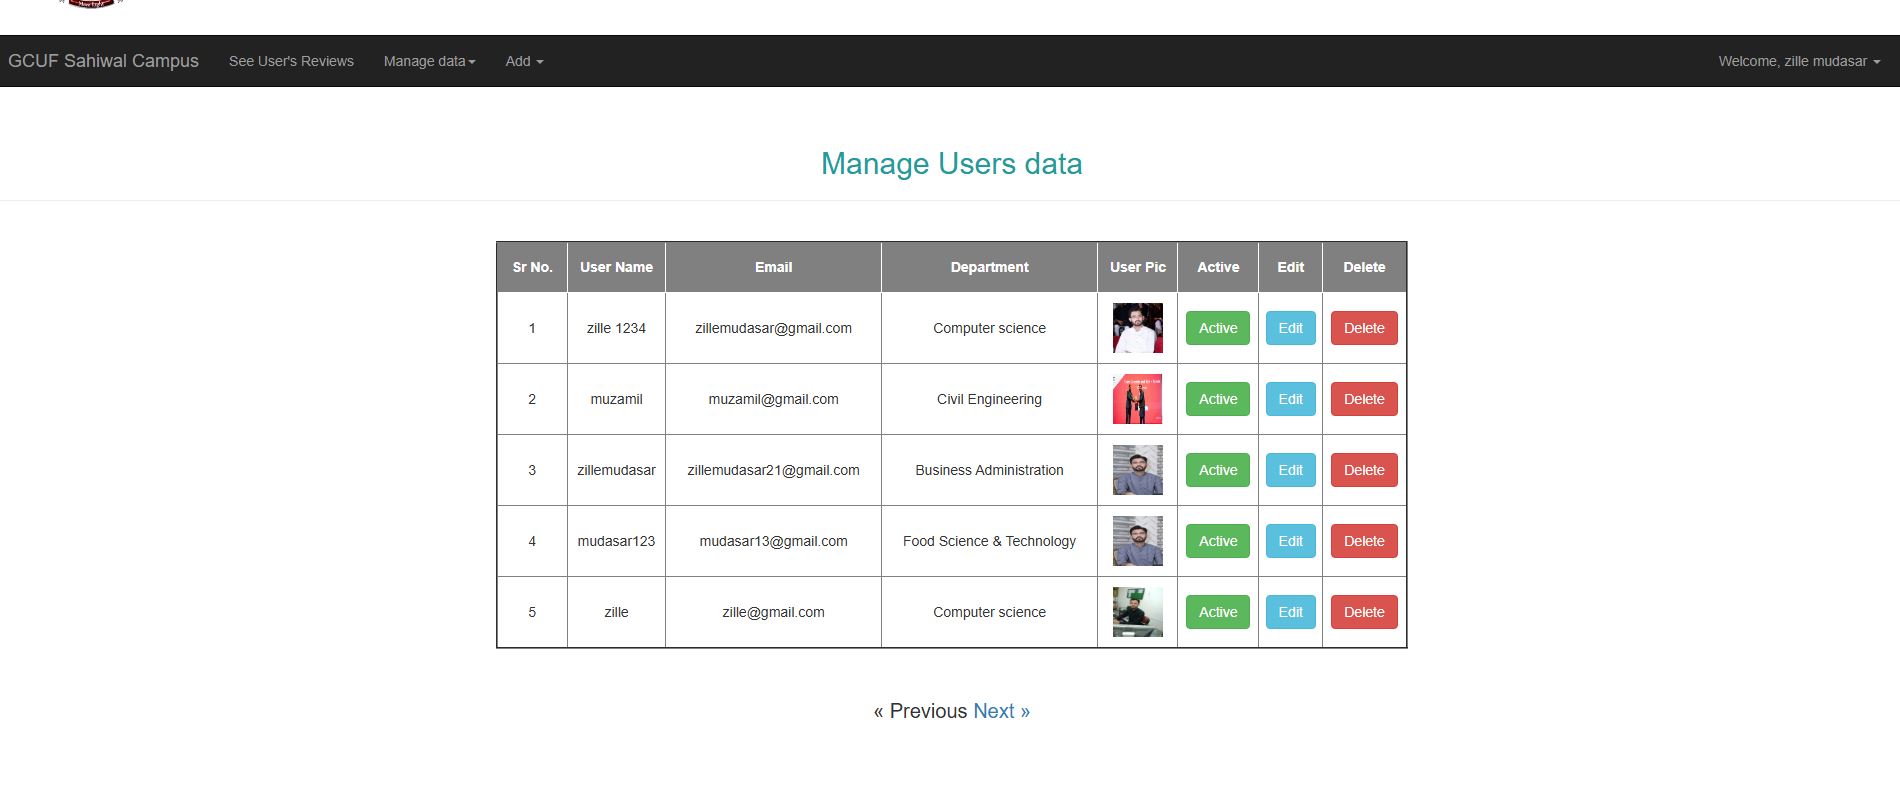 GCUF Sahiwal Campus See User's Reviews Manage data Add Welcome, zille mudasar
Manage Users data
Sr No. User Name Email Department User Pic Active Edit Delete
1 zille 1234 zillemudasar@gmail.com Computer science Active Edit Delete
2 muzamil muzamil@gmail.com Civil Engineering Active Edit Delete
3 zillemudasar zillemudasar21@gmail.com Business Administration Active Edit Delete
4 mudasar123 mudasar13@gmail.com Food Science & Technology Active Edit Delete
5 zille zille@gmail.com Computer science Active Edit Delete
« Previous Next »